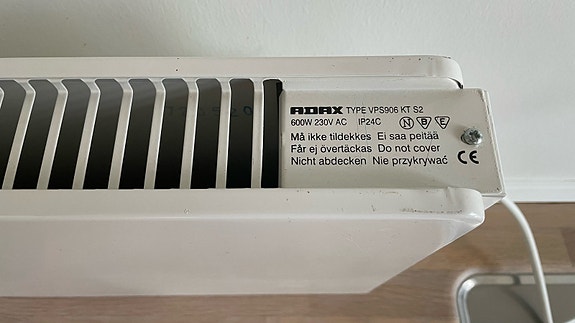 ADAX TYPE VPS906 KT S2
600W 230V AC IP24C N B E
Må ikke tildekkes Ei saa peitää
Får ej övertäckas Do not cover
Nicht abdecken Nie przykrywać CE